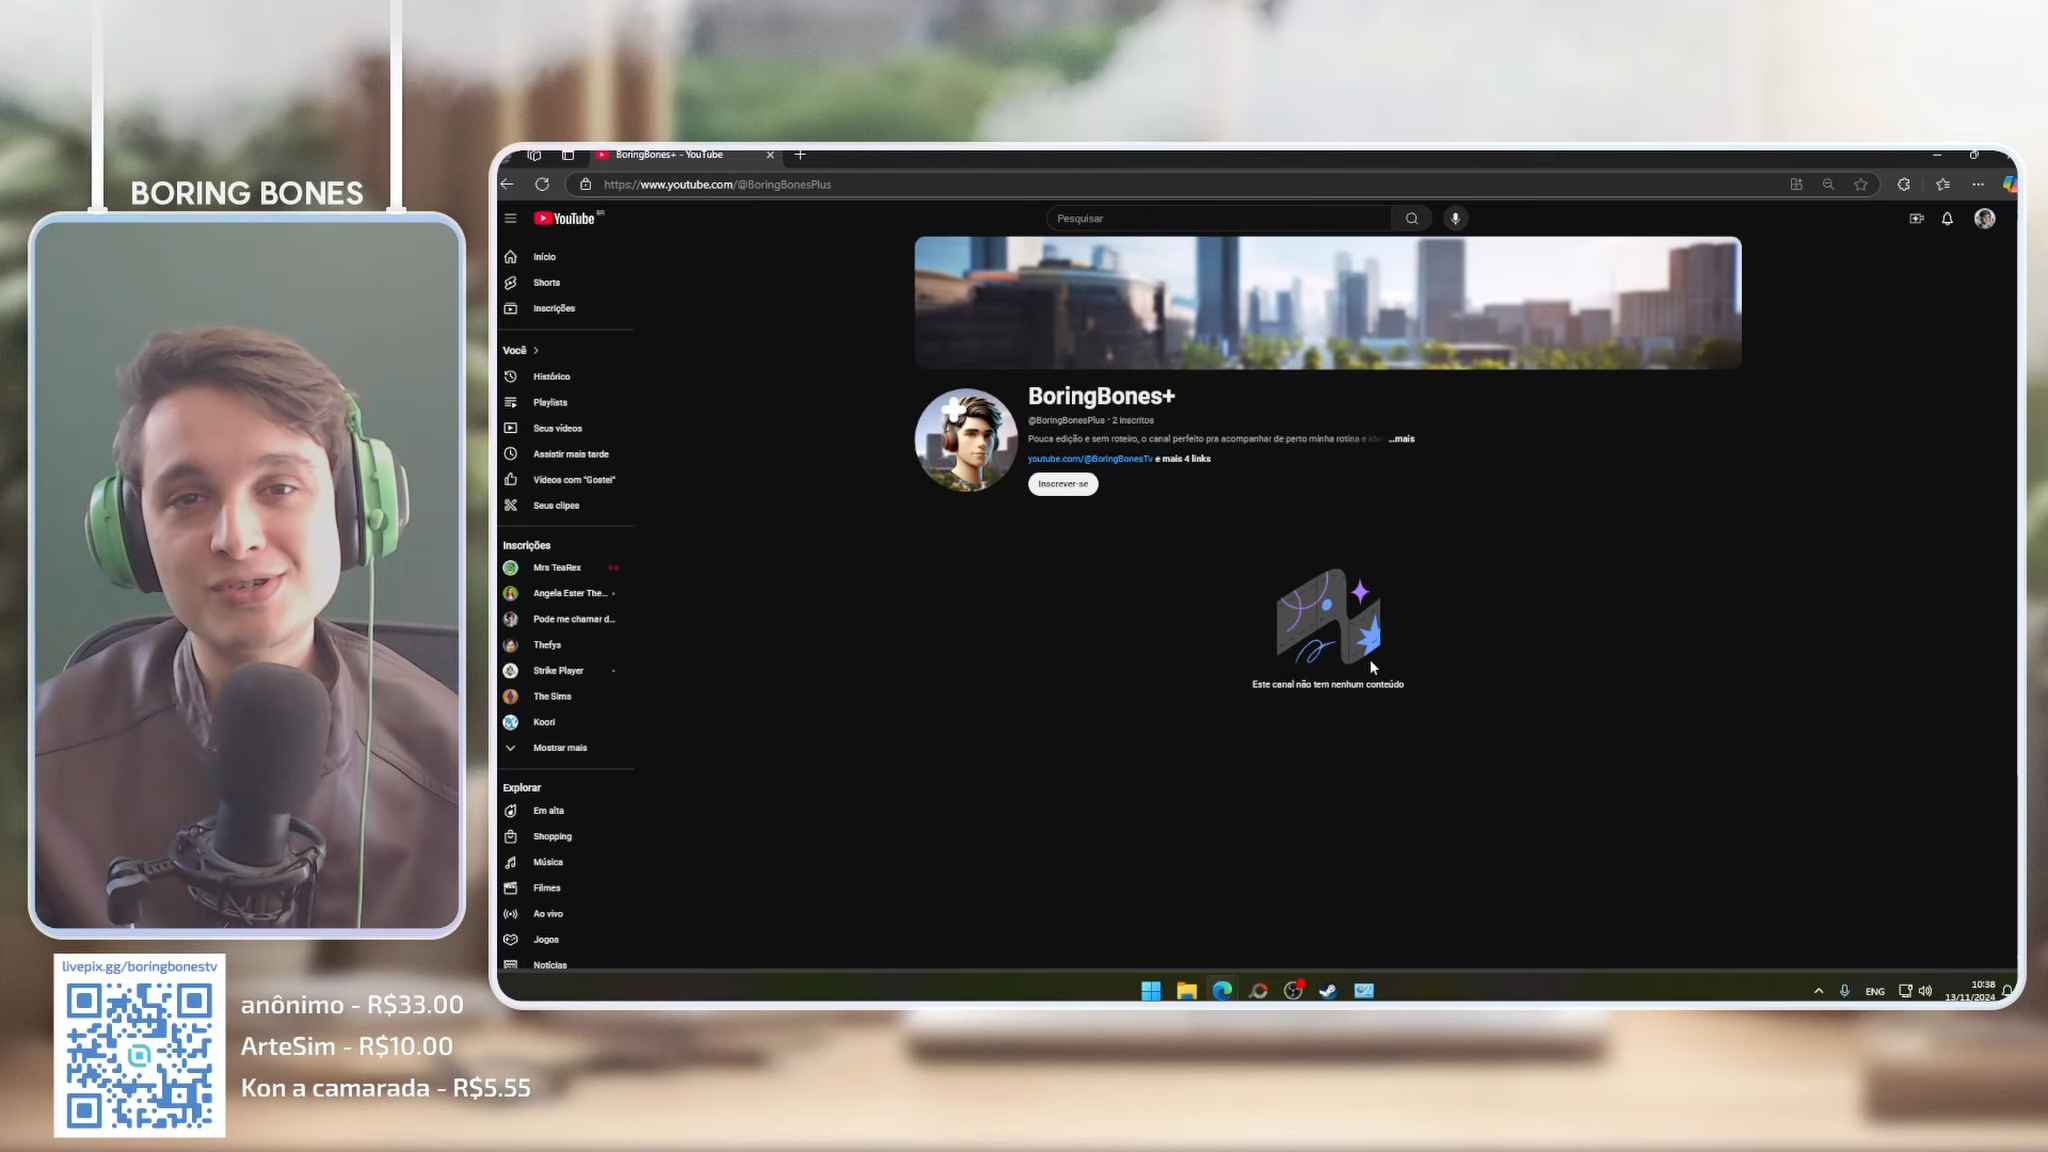 BORING BONES
BoringBones+ - YouTube
https://www.youtube.com/@BoringBonesPlus
YouTube BR
Pesquisar
Início
Shorts
Inscrições
Você
Histórico
Playlists
Seus vídeos
Assistir mais tarde
Vídeos com "Gostei"
Seus clipes
Inscrições
Mrs TeaRex
Angela Ester The...
Pode me chamar d...
Thefys
Strike Player
The Sims
Koori
Mostrar mais
Explorar
Em alta
Shopping
Música
Filmes
Ao vivo
Jogos
Notícias
BoringBones+
@BoringBonesPlus • 2 inscritos
Pouca edição e sem roteiro, o canal perfeito pra acompanhar de perto minha rotina e ...mais
youtube.com/@BoringBonesTv e mais 4 links
Inscrever-se
Este canal não tem nenhum conteúdo
ENG
10:38
13/11/2024
livepix.gg/boringbonestv
anônimo - R$33.00
ArteSim - R$10.00
Kon a camarada - R$5.55